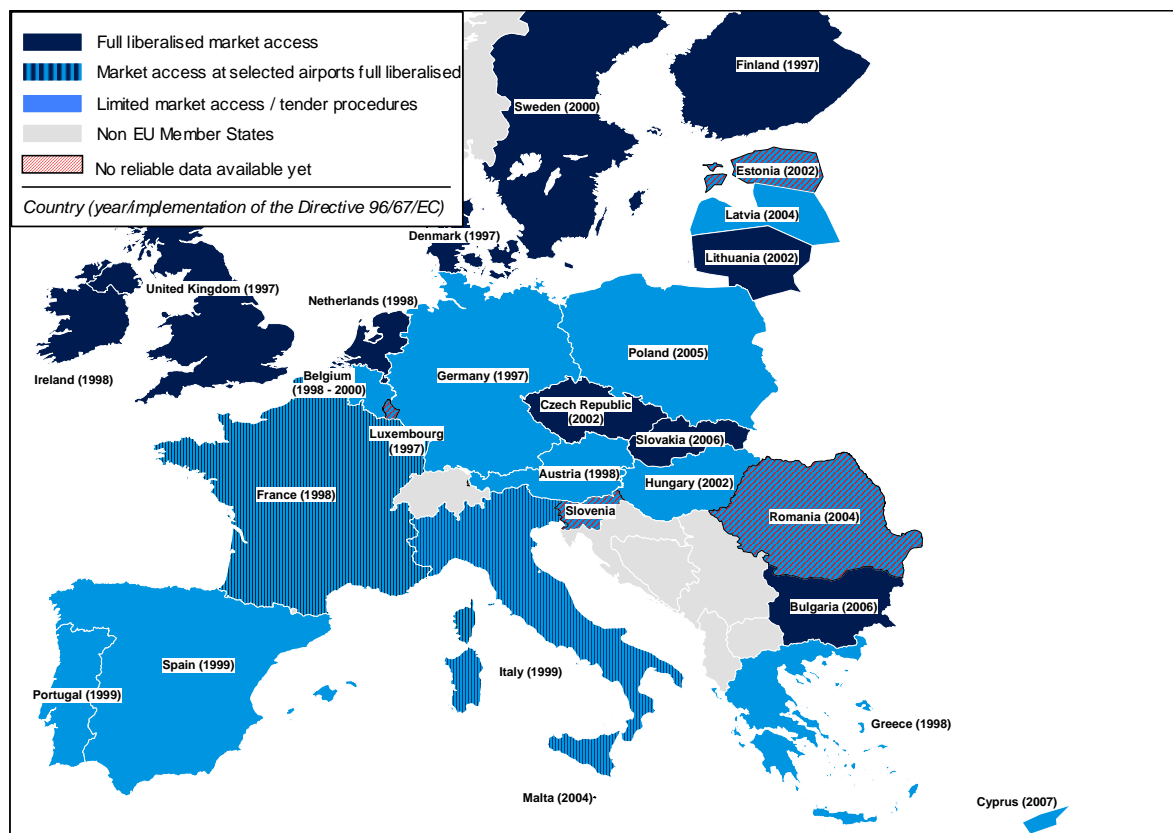 Full liberalised market access
Market access at selected airports full liberalised
Limited market access / tender procedures
Non EU Member States
No reliable data available yet
Country (year/implementation of the Directive 96/67/EC)
Finland (1997)
Sweden (2000)
Estonia (2002)
Latvia (2004)
Denmark (1997)
Lithuania (2002)
United Kingdom (1997)
Netherlands (1998)
Ireland (1998)
Poland (2005)
Belgium
(1998 - 2000)
Germany (1997)
Czech Republic
(2002)
Luxembourg
(1997)
Slovakia (2006)
Austria (1998)
Hungary (2002)
France (1998)
Slovenia
Romania (2004)
Bulgaria (2006)
Spain (1999)
Italy (1999)
Portugal (1999)
Greece (1998)
Malta (2004)
Cyprus (2007)